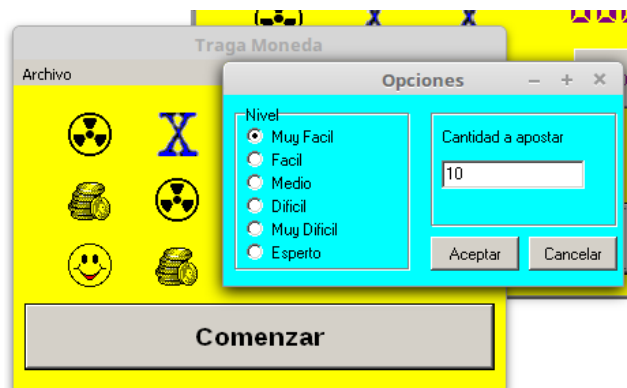 Traga Moneda
Archivo
X
Opciones
Nivel
Muy Facil
Facil
Medio
Dificil
Muy Dificil
Esperto
Cantidad a apostar
10
Aceptar
Cancelar
Comenzar